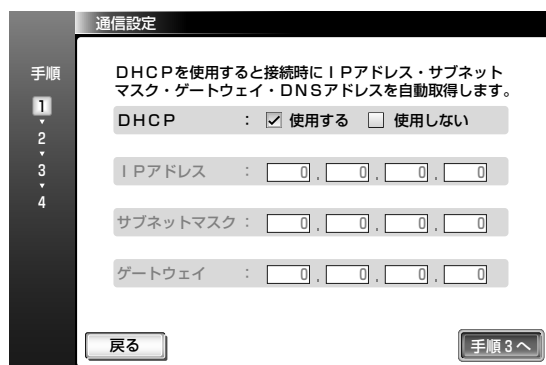 通信設定
手順
1
2
3
4
DHCPを使用すると接続時にIPアドレス・サブネット
マスク・ゲートウェイ・DNSアドレスを自動取得します。
DHCP : 使用する 使用しない
IPアドレス : 0 . 0 . 0 . 0
サブネットマスク : 0 . 0 . 0 . 0
ゲートウェイ : 0 . 0 . 0 . 0
戻る 手順3へ